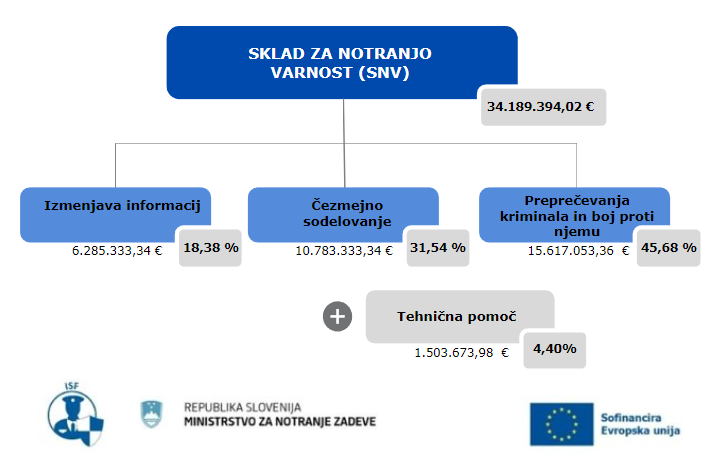 SKLAD ZA NOTRANJO
VARNOST (SNV)
34.189.394,02 €
Izmenjava informacij
6.285.333,34 €
18,38 %
Čezmejno
sodelovanje
10.783.333,34 €
31,54 %
Preprečevanja
kriminala in boj proti
njemu
15.617.053,36 €
45,68 %
+
Tehnična pomoč
1.503.673,98 €
4,40%
ISF
REPUBLIKA SLOVENIJA
MINISTRSTVO ZA NOTRANJE ZADEVE
Sofinancira
Evropska unija